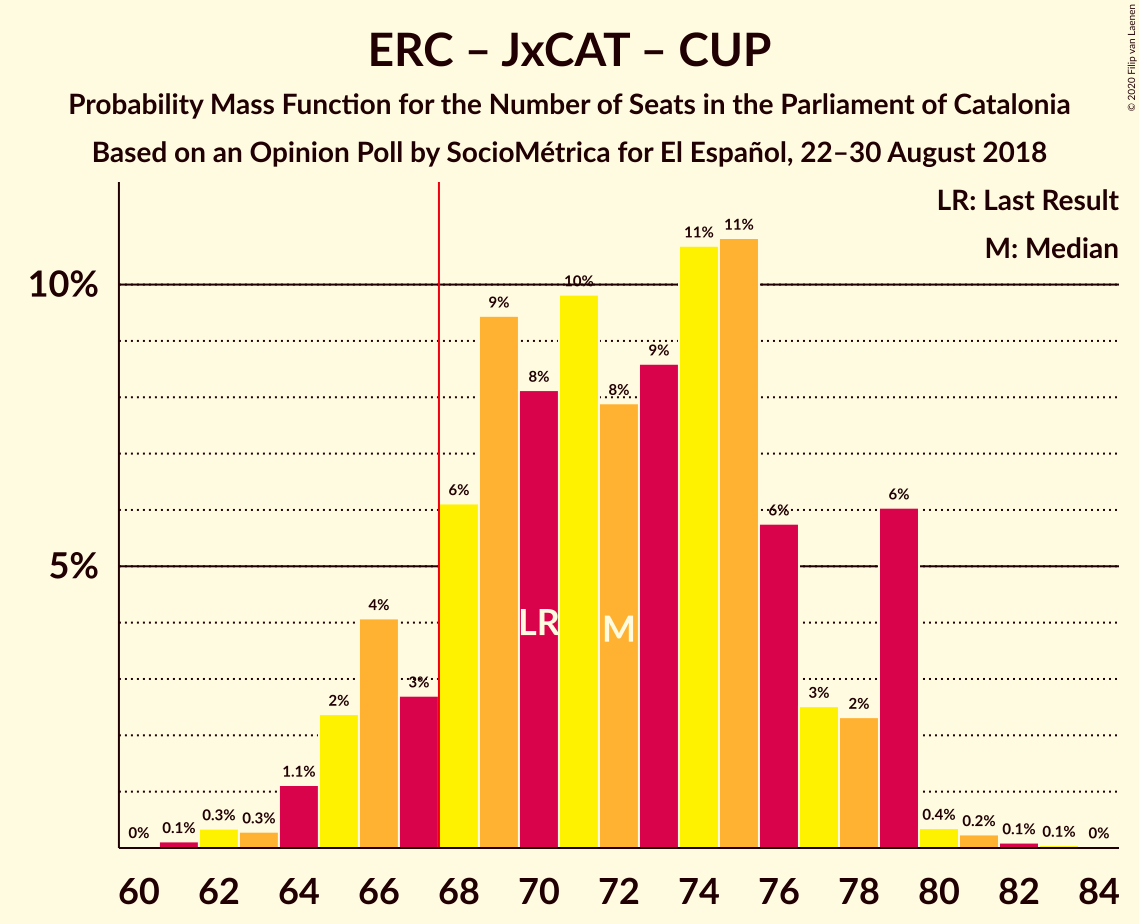 ERC – JxCAT – CUP
Probability Mass Function for the Number of Seats in the Parliament of Catalonia
Based on an Opinion Poll by SocioMétrica for El Español, 22–30 August 2018
© 2020 Filip van Laenen
LR: Last Result
M: Median
10%
5%
0% 0.1% 0.3% 0.3% 1.1% 2% 4% 3% 6% 9% 8% 10% 8% 9% 11% 11% 6% 3% 2% 6% 0.4% 0.2% 0.1% 0.1% 0%
LR M
60 62 64 66 68 70 72 74 76 78 80 82 84